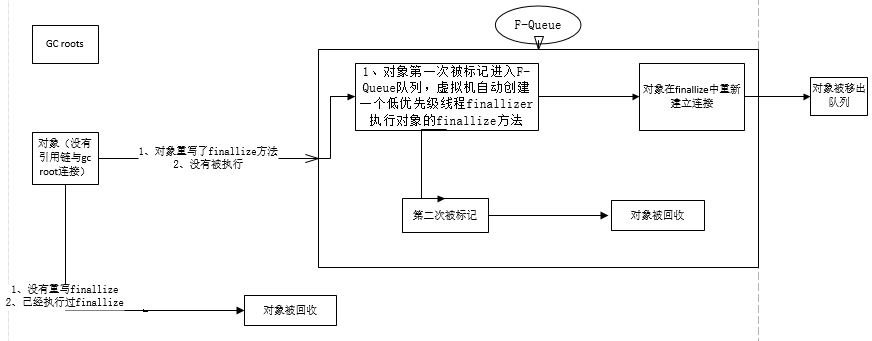 F-Queue
GC roots
1、对象第一次被标记进入F-
Queue队列，虚拟机自动创建
一个低优先级线程finallizer
执行对象的finallize方法
对象在finallize中重新
建立连接
对象被移出
队列
对象（没有
引用链与gc
root连接）
1、对象重写了finallize方法
2、没有被执行
第二次被标记
对象被回收
1、没有重写finallize
2、已经执行过finallize
对象被回收